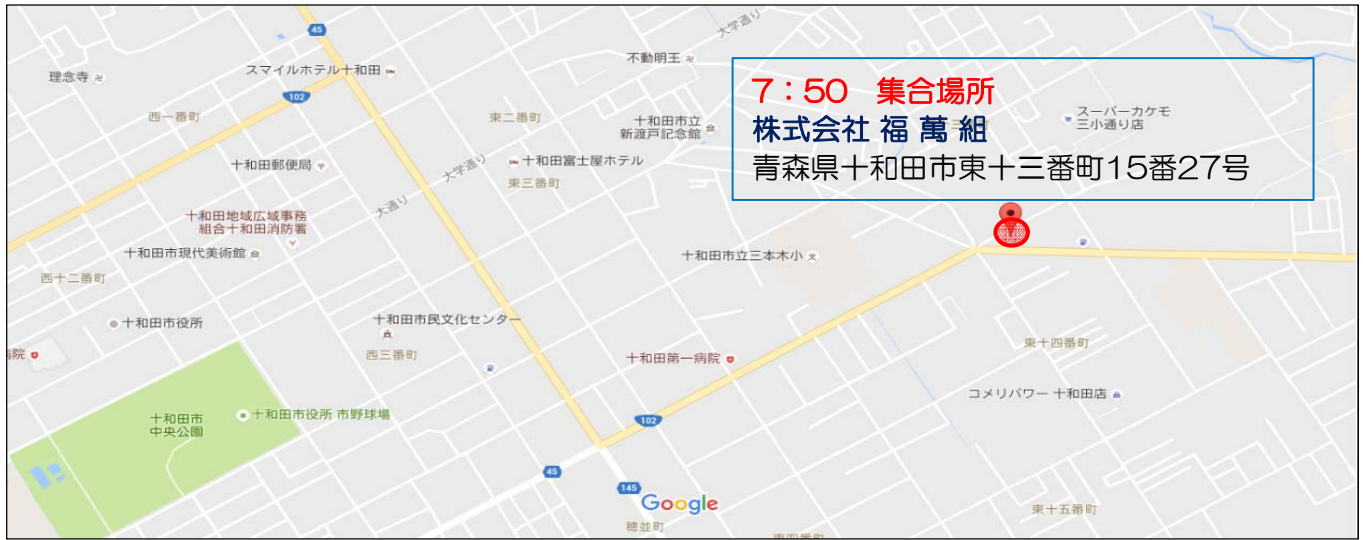 45
大学通り
不動明王
理念寺
スマイルホテル十和田
7：50　集合場所
株式会社 福 萬 組
青森県十和田市東十三番町15番27号
102
西一番町
東二番町
十和田市立
新渡戸記念館
スーパーカケモ
三小通り店
十和田郵便局
大学通り
十和田富士屋ホテル
東三番町
大通り
十和田地域広域事務
組合十和田消防署
十和田市現代美術館
十和田市立三本木小
西十二番町
十和田市役所
十和田市民文化センター
西三番町
病院
十和田第一病院
東十四番町
コメリパワー 十和田店
十和田市
中央公園
十和田市役所 市野球場
102
45
145
Google
穂並町
東十五番町